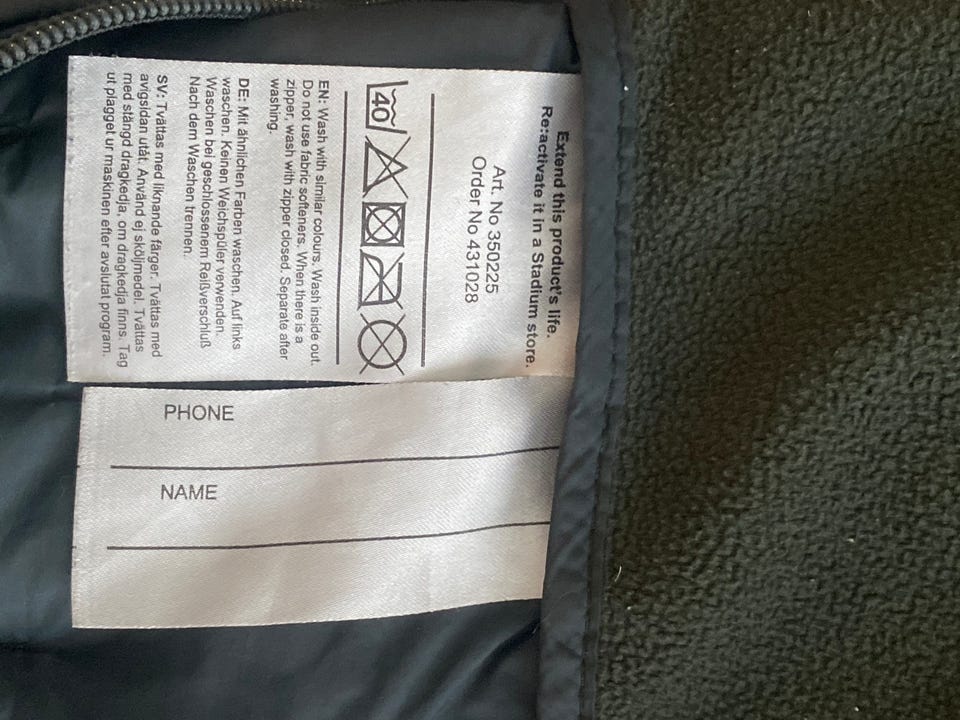 Extend this product's life.
Re:activate it in a Stadium store.
Art. No 350225
Order No 431028
40
EN: Wash with similar colours. Wash inside out.
Do not use fabric softeners. When there is a
zipper, wash with zipper closed. Separate after
washing.
DE: Mit ähnlichen Farben waschen. Auf links
waschen. Keinen Weichspüler verwenden.
Waschen bei geschlossenem Reißverschluß
Nach dem Waschen trennen.
SV: Tvättas med liknande färger. Tvättas med
avigsidan utåt. Använd ej sköljmedel. Tvättas
med stängd dragkedja, om dragkedja finns. Tag
ut plagget ur maskinen efter avslutat program.
PHONE
NAME